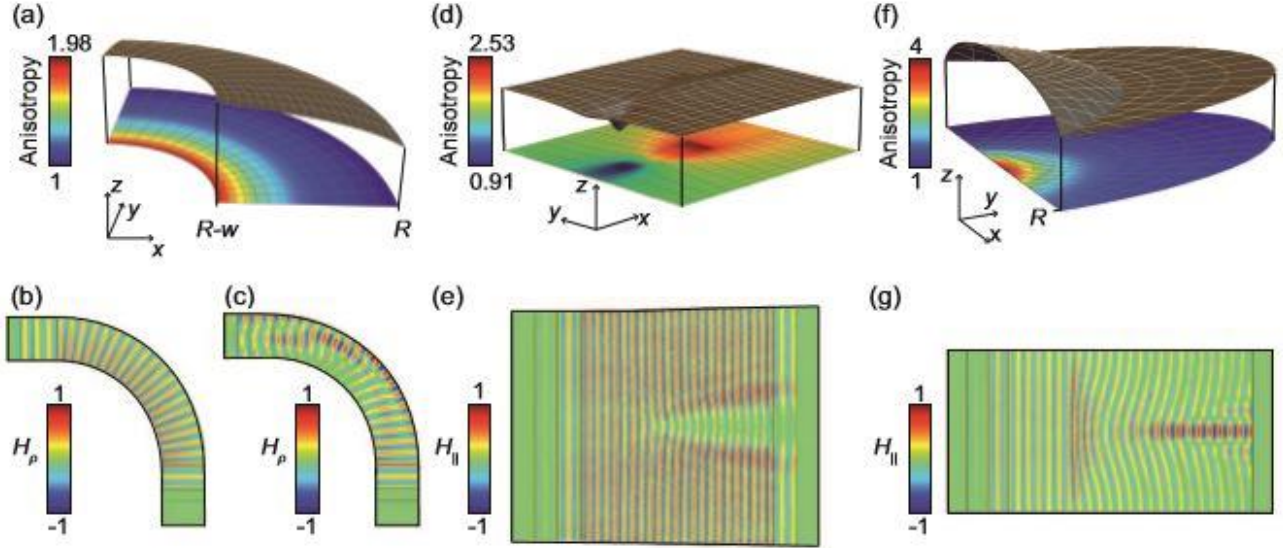 (a)
1.98
Anisotropy
1
z
y
x
R-w
R
(d)
2.53
Anisotropy
0.91
z
y
x
(f)
4
Anisotropy
1
z
y
x
R
(b)
1
Hρ
-1
(c)
1
Hρ
-1
(e)
1
H||
-1
(g)
1
H||
-1